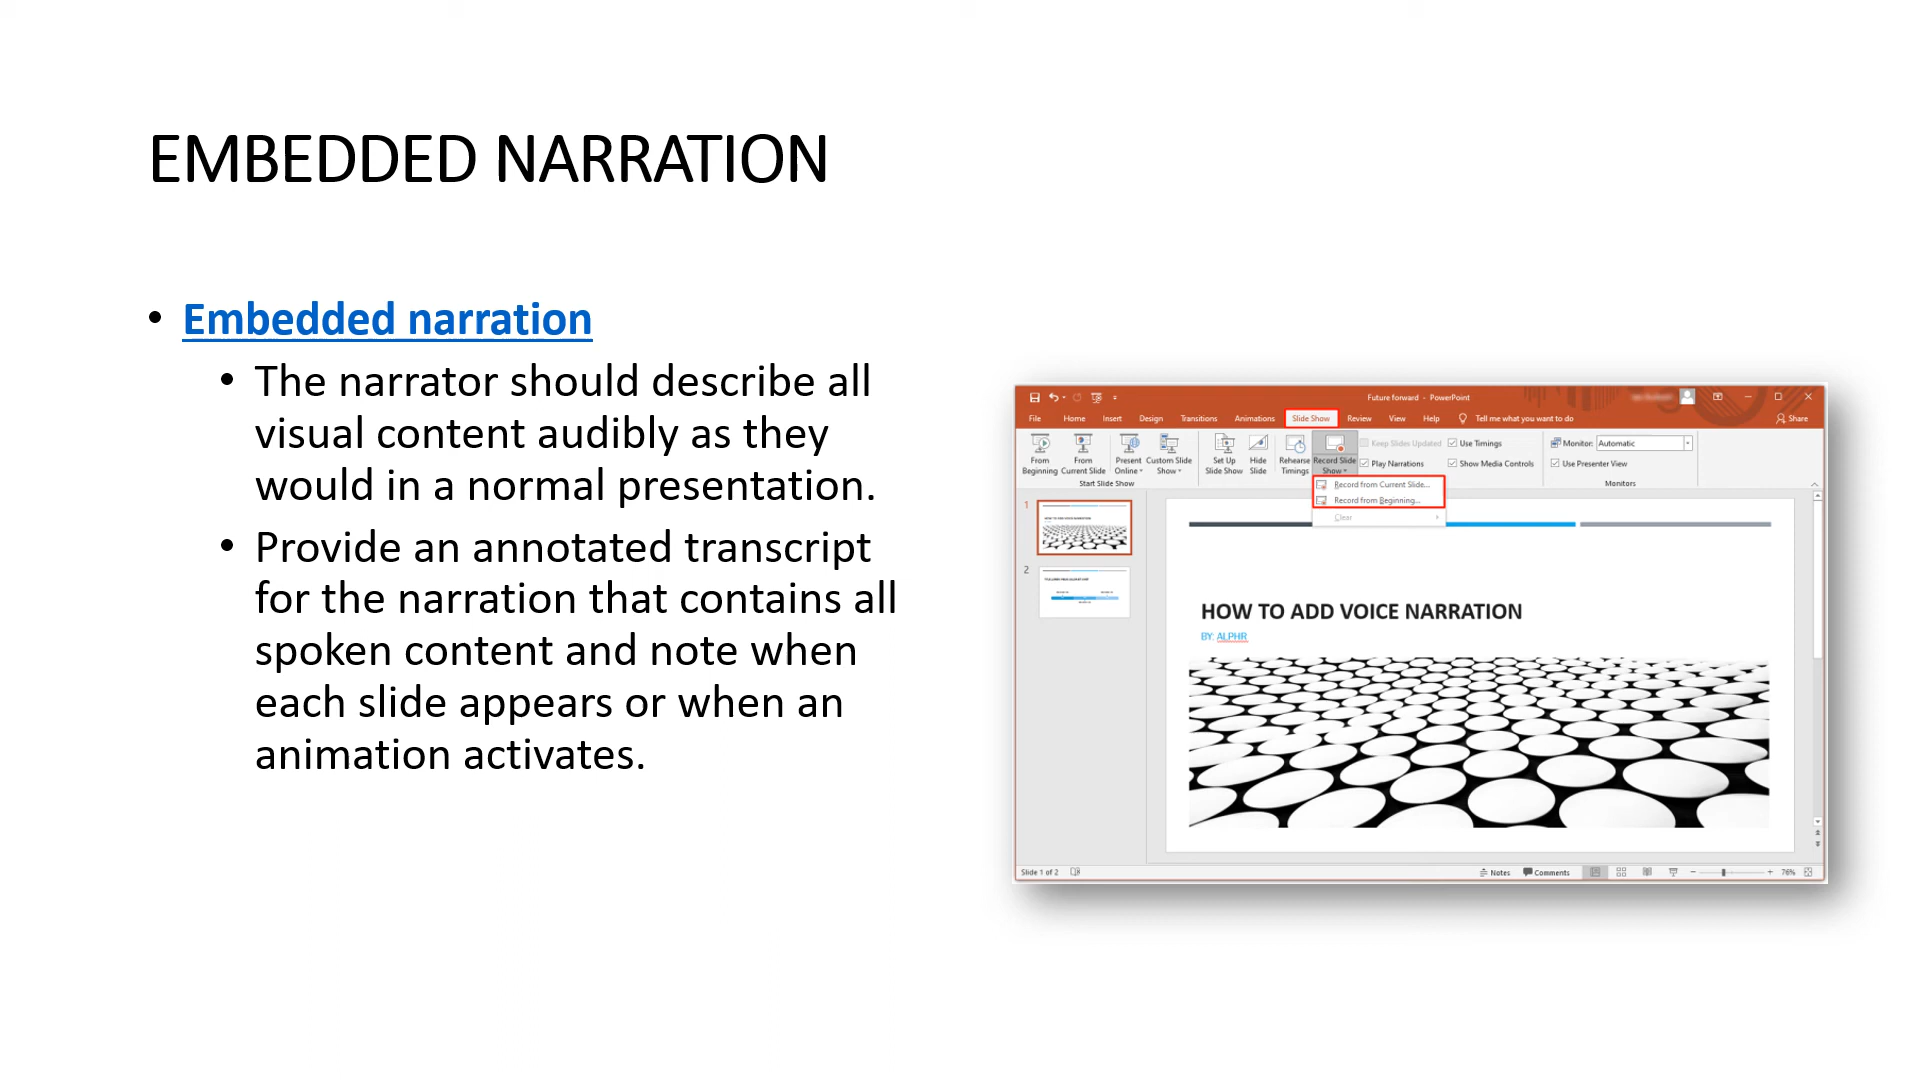 EMBEDDED NARRATION
• Embedded narration
• The narrator should describe all
visual content audibly as they
would in a normal presentation.
• Provide an annotated transcript
for the narration that contains all
spoken content and note when
each slide appears or when an
animation activates.
Future forward - PowerPoint
File Home Insert Design Transitions Animations Slide Show Review View Help Tell me what you want to do Share
From Beginning
From Current Slide
Present Online
Custom Slide Show
Set Up Slide Show
Hide Slide
Rehearse Timings
Record Slide Show
Keep Slides Updated
Use Timings
Play Narrations
Show Media Controls
Monitor: Automatic
Use Presenter View
Start Slide Show
Monitors
Record from Current Slide...
Record from Beginning...
Clear
1
2
HOW TO ADD VOICE NARRATION
BY: ALPHR
Slide 1 of 2
Notes Comments 76%